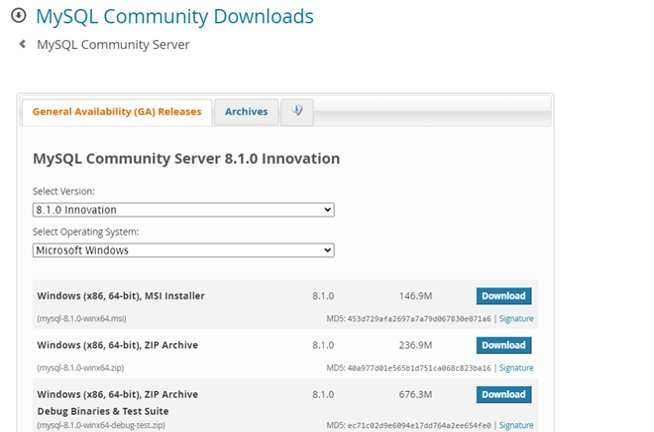 MySQL Community Downloads
MySQL Community Server
General Availability (GA) Releases Archives
MySQL Community Server 8.1.0 Innovation
Select Version:
8.1.0 Innovation
Select Operating System:
Microsoft Windows
Windows (x86, 64-bit), MSI Installer 8.1.0 146.9M Download
(mysql-8.1.0-winx64.msi) MD5: 453d729afa2697a7a79d067830e071a6 | Signature
Windows (x86, 64-bit), ZIP Archive 8.1.0 236.9M Download
(mysql-8.1.0-winx64.zip) MD5: 40a977d01e565b1d751ca068c823ba16 | Signature
Windows (x86, 64-bit), ZIP Archive 8.1.0 676.3M Download
Debug Binaries & Test Suite
(mysql-8.1.0-winx64-debug-test.zip) MD5: ec71c02d9e6094e17dd764a2ee654fe0 | Signature